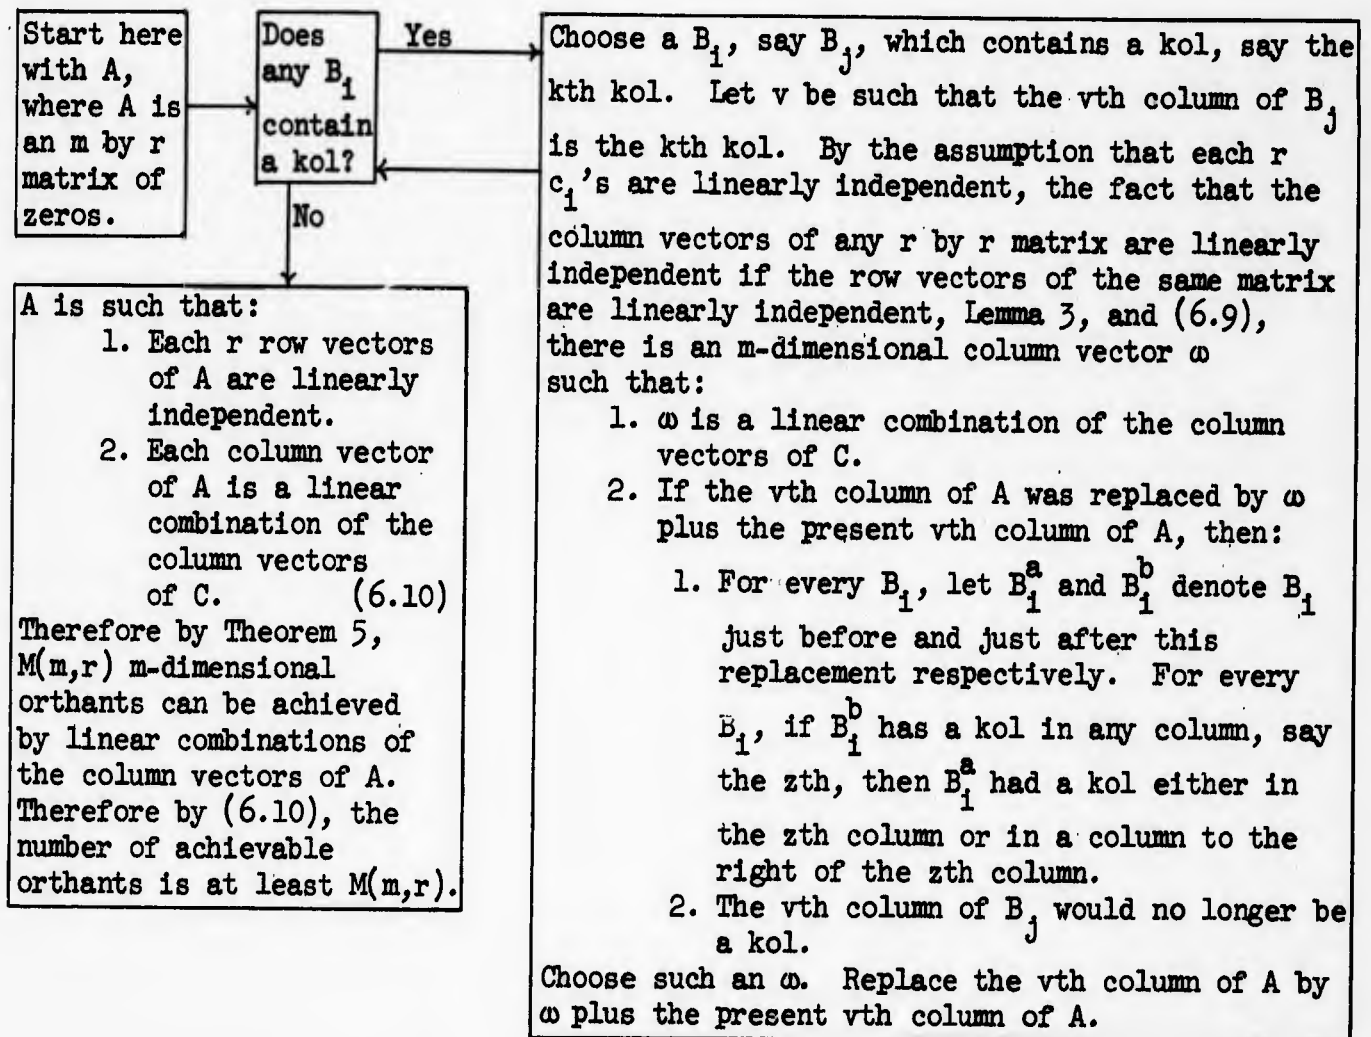 Start here
with A,
where A is
an m by r
matrix of
zeros.
Does
any B_i
contain
a kol?
Yes
No
A is such that:
1. Each r row vectors
of A are linearly
independent.
2. Each column vector
of A is a linear
combination of the
column vectors
of C. (6.10)
Therefore by Theorem 5,
M(m,r) m-dimensional
orthants can be achieved
by linear combinations of
the column vectors of A.
Therefore by (6.10), the
number of achievable
orthants is at least M(m,r).
Choose a B_i, say B_j, which contains a kol, say the
kth kol. Let v be such that the vth column of B_j
is the kth kol. By the assumption that each r
c_i's are linearly independent, the fact that the
column vectors of any r by r matrix are linearly
independent if the row vectors of the same matrix
are linearly independent, Lemma 3, and (6.9),
there is an m-dimensional column vector ω
such that:
1. ω is a linear combination of the column
vectors of C.
2. If the vth column of A was replaced by ω
plus the present vth column of A, then:
1. For every B_i, let B_i^a and B_i^b denote B_i
just before and just after this
replacement respectively. For every
B_i, if B_i^b has a kol in any column, say
the zth, then B_i^a had a kol either in
the zth column or in a column to the
right of the zth column.
2. The vth column of B_j would no longer be
a kol.
Choose such an ω. Replace the vth column of A by
ω plus the present vth column of A.